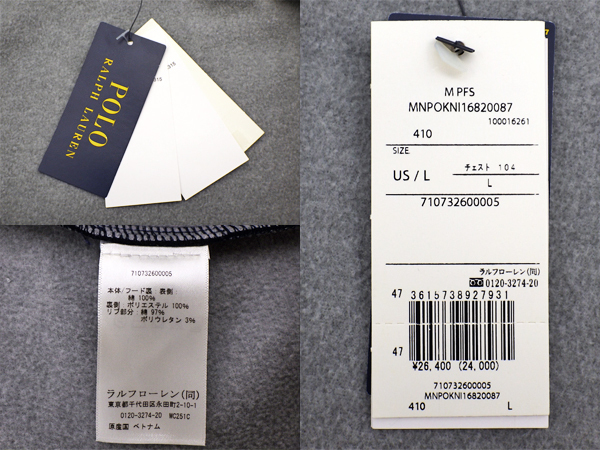 POLO
RALPH LAUREN
315
315
710732600005
本体/フード裏 表側
綿 100%
裏側: ポリエステル 100%
リブ部分: 綿 97%
ポリウレタン 3%
ラルフローレン(同)
東京都千代田区永田町2-10-1
0120-3274-20 WC251C
原産国 ベトナム
7
M PFS
MNPOKNI16820087
100016261
410
SIZE
US / L
チェスト 104
L
710732600005
ラルフローレン(同)
0120-3274-20
47
3615738927931
47
¥26,400 (24,000)
710732600005
MNPOKNI16820087
410 L